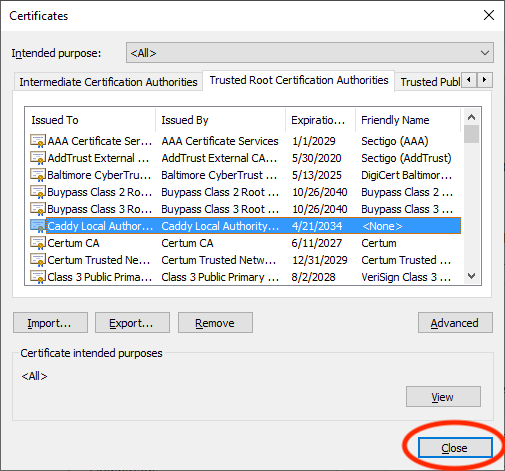 Certificates
Intended purpose: <All>
Intermediate Certification Authorities Trusted Root Certification Authorities Trusted Publ
Issued To Issued By Expiratio... Friendly Name
AAA Certificate Ser... AAA Certificate Services 1/1/2029 Sectigo (AAA)
AddTrust External ... AddTrust External CA... 5/30/2020 Sectigo (AddTrust)
Baltimore CyberTrust ... Baltimore CyberTrust ... 5/13/2025 DigiCert Baltimor...
Buypass Class 2 Ro... Buypass Class 2 Root ... 10/26/2040 Buypass Class 2 ...
Buypass Class 3 Ro... Buypass Class 3 Root ... 10/26/2040 Buypass Class 3 ...
Caddy Local Author... Caddy Local Authority... 4/21/2034 <None>
Certum CA Certum CA 6/11/2027 Certum
Certum Trusted Ne... Certum Trusted Netw... 12/31/2029 Certum Trusted ...
Class 3 Public Prima... Class 3 Public Primary ... 8/2/2028 VeriSign Class 3 ...
Import... Export... Remove Advanced
Certificate intended purposes
<All>
View
Close